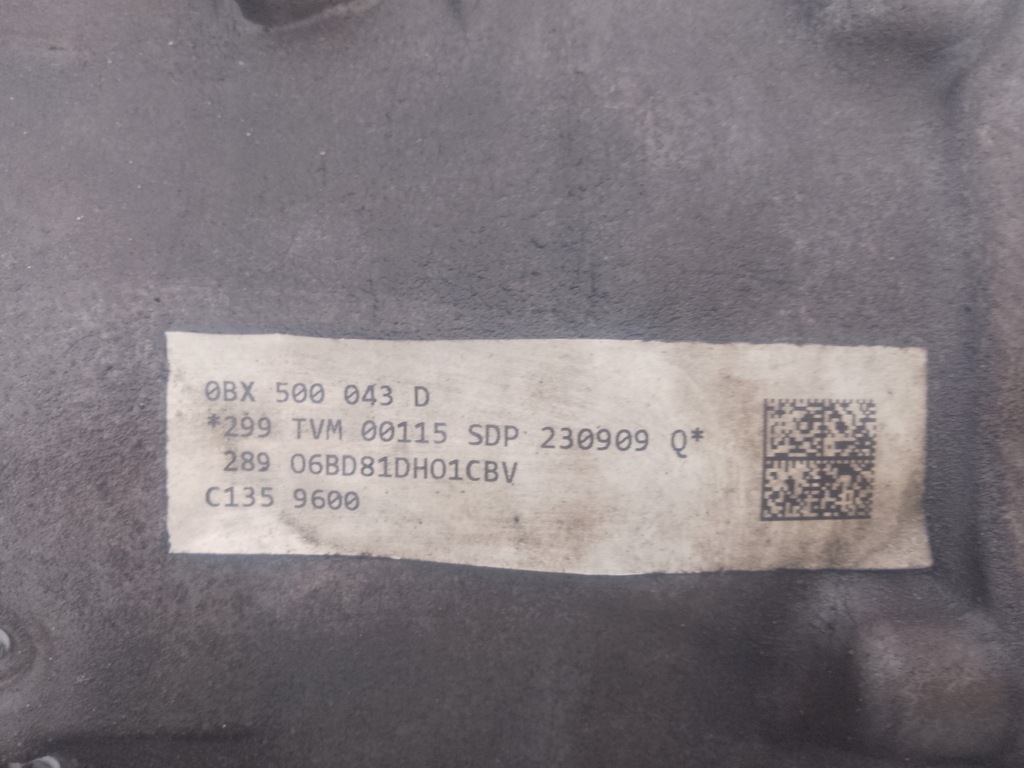 0BX 500 043 D
*299 TVM 00115 SDP 230909 Q*
289 06BD81DH01CBV
C135 9600